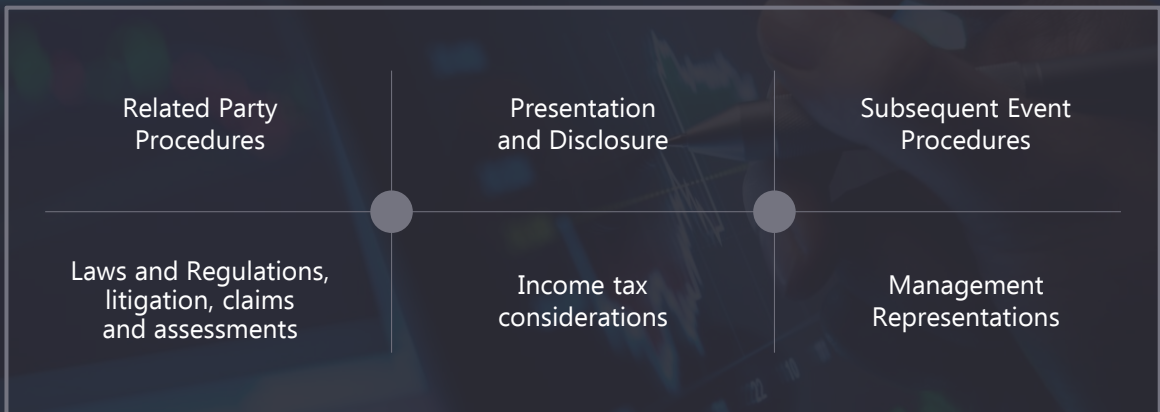 Related Party
Procedures
Presentation
and Disclosure
Subsequent Event
Procedures
Laws and Regulations,
litigation, claims
and assessments
Income tax
considerations
Management
Representations